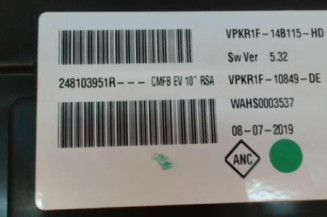 VPKR1F-14B115-HD
Sw Ver 5.32
248103951R--- CMFB EV 10" RSA
VPKR1F-10849-DE
WAHS0003537
08-07-2019
ANC